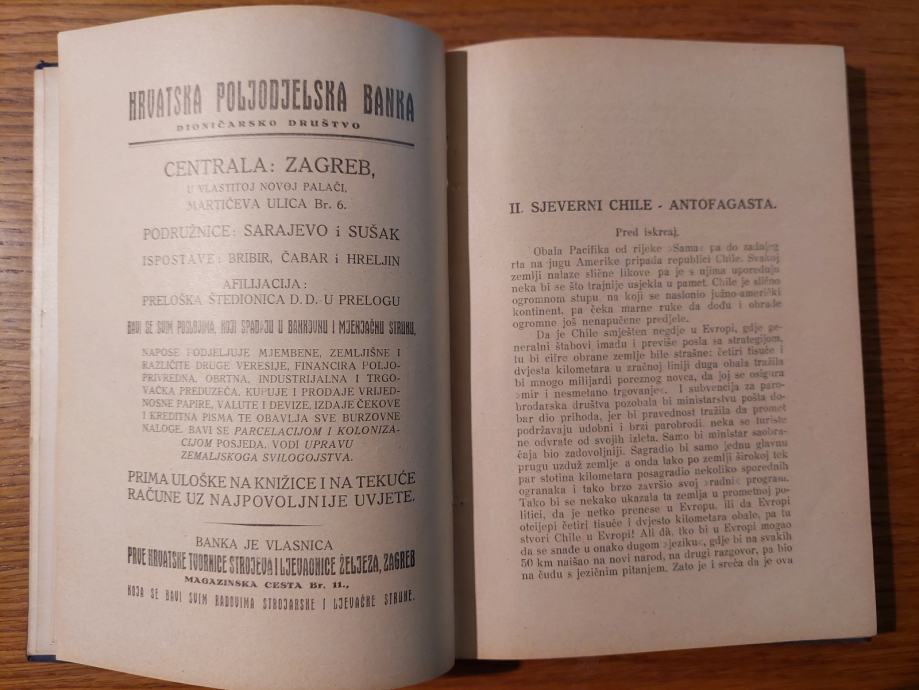 HRVATSKA POLJODJELSKA BANKA
DIONIČARSKO DRUŠTVO
CENTRALA: ZAGREB,
U VLASTITOJ NOVOJ PALAČI,
MARTIĆEVA ULICA Br. 6.
PODRUŽNICE: SARAJEVO i SUŠAK
ISPOSTAVE: BRIBIR, ČABAR i HRELJIN
AFILIJACIJA:
PRELOŠKA ŠTEDIONICA D. D. U PRELOGU
BAVI SE SVIM POSLOVIMA, KOJI SPADAJU U BANKOVNU I MJENJAČNU STRUKU,
NAPOSE PODJELJUJE MJEMBENE, ZEMLJIŠNE I
RAZLIČITE DRUGE VERESIJE, FINANCIRA POLJO-
PRIVREDNA, OBRTNA, INDUSTRIJALNA I TRGO-
VAČKA PREDUZEĆA. KUPUJE I PRODAJE VRIJED-
NOSNE PAPIRE, VALUTE I DEVIZE, IZDAJE ČEKOVE
I KREDITNA PISMA TE OBAVLJA SVE BURZOVNE
NALOGE. BAVI SE PARCELACIJOM I KOLONIZA-
CIJOM POSJEDA, VODI UPRAVU
ZEMALJSKOGA SVILOGOJSTVA.
PRIMA ULOŠKE NA KNJIŽICE I NA TEKUĆE
RAČUNE UZ NAJPOVOLJNIJE UVJETE.
BANKA JE VLASNICA
PRVE HRVATSKE TVORNICE STROJEVA I LJEVAONICE ŽELJEZA, ZAGREB
MAGAZINSKA CESTA Br. 11.,
KOJA SE BAVI SVIM RADOVIMA STROJARSKE I LJEVAČKE STRUKE.
II. SJEVERNI CHILE - ANTOFAGASTA.
Pred iskrcaj.
Obala Pacifika od rijeke »Sama« pa do zadnjeg
rta na jugu Amerike pripada republici Chile. Svakoj
zemlji nalaze slične likove pa je s njima uporeduju
neka bi se što trajnije usjekla u pamet. Chile je slično
ogromnom stupu na koji se naslonio južno-američki
kontinent, pa čeka marne ruke da dođu i obrade
ogromne još nenapučene predjele.
Da je Chile smješten negdje u Evropi, gdje ge-
neralni štabovi imadu i previše posla sa strategijom,
tu bi cifre obrane zemlje bile strašne: četiri tisuće i
dvjesta kilometara u zračnoj liniji duga obala tražila
bi mnogo milijardi poreznog novca, da joj se osigura
»mir i nesmetano trgovanje«. I subvencija za paro-
brodarska društva pozobala bi ministarstvu pošta do-
bar dio prihoda, jer bi pravednost tražila da promet
podržavaju udobni i brzi parobrodi, neka se turiste
ne odvrate od svojih izleta. Samo bi ministar saobra-
čaja bio zadovoljniji. Sagradio bi samo jednu glavnu
prugu uzduž zemlje a onda lako po zemlji širokoj tek
par stotina kilometara posagradio nekoliko sporednih
ogranaka i tako brzo završio svoj »radni« program.
Tako bi se nekako ukazala ta zemlja u prometnoj po-
litici, da je netko prenese u Evropu, ili da Evropi
otcijepi četiri tisuće i dvjesto kilometara obale, pa tu
stvori Chile u Evropi! Ali da, tko bi u Evropi mogao
da se snađe u onako dugom »jeziku«, gdje bi na svakih
50 km naišao na novi narod, na drugi razgovor, pa bio
na čudu s jezičnim pitanjem. Zato je i sreća da je ova